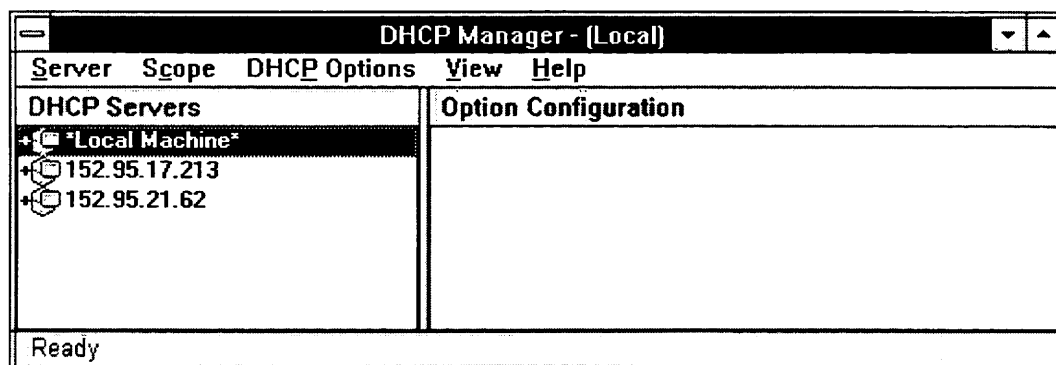 DHCP Manager - (Local)
Server Scope DHCP Options View Help
DHCP Servers
Option Configuration
*Local Machine*
152.95.17.213
152.95.21.62
Ready